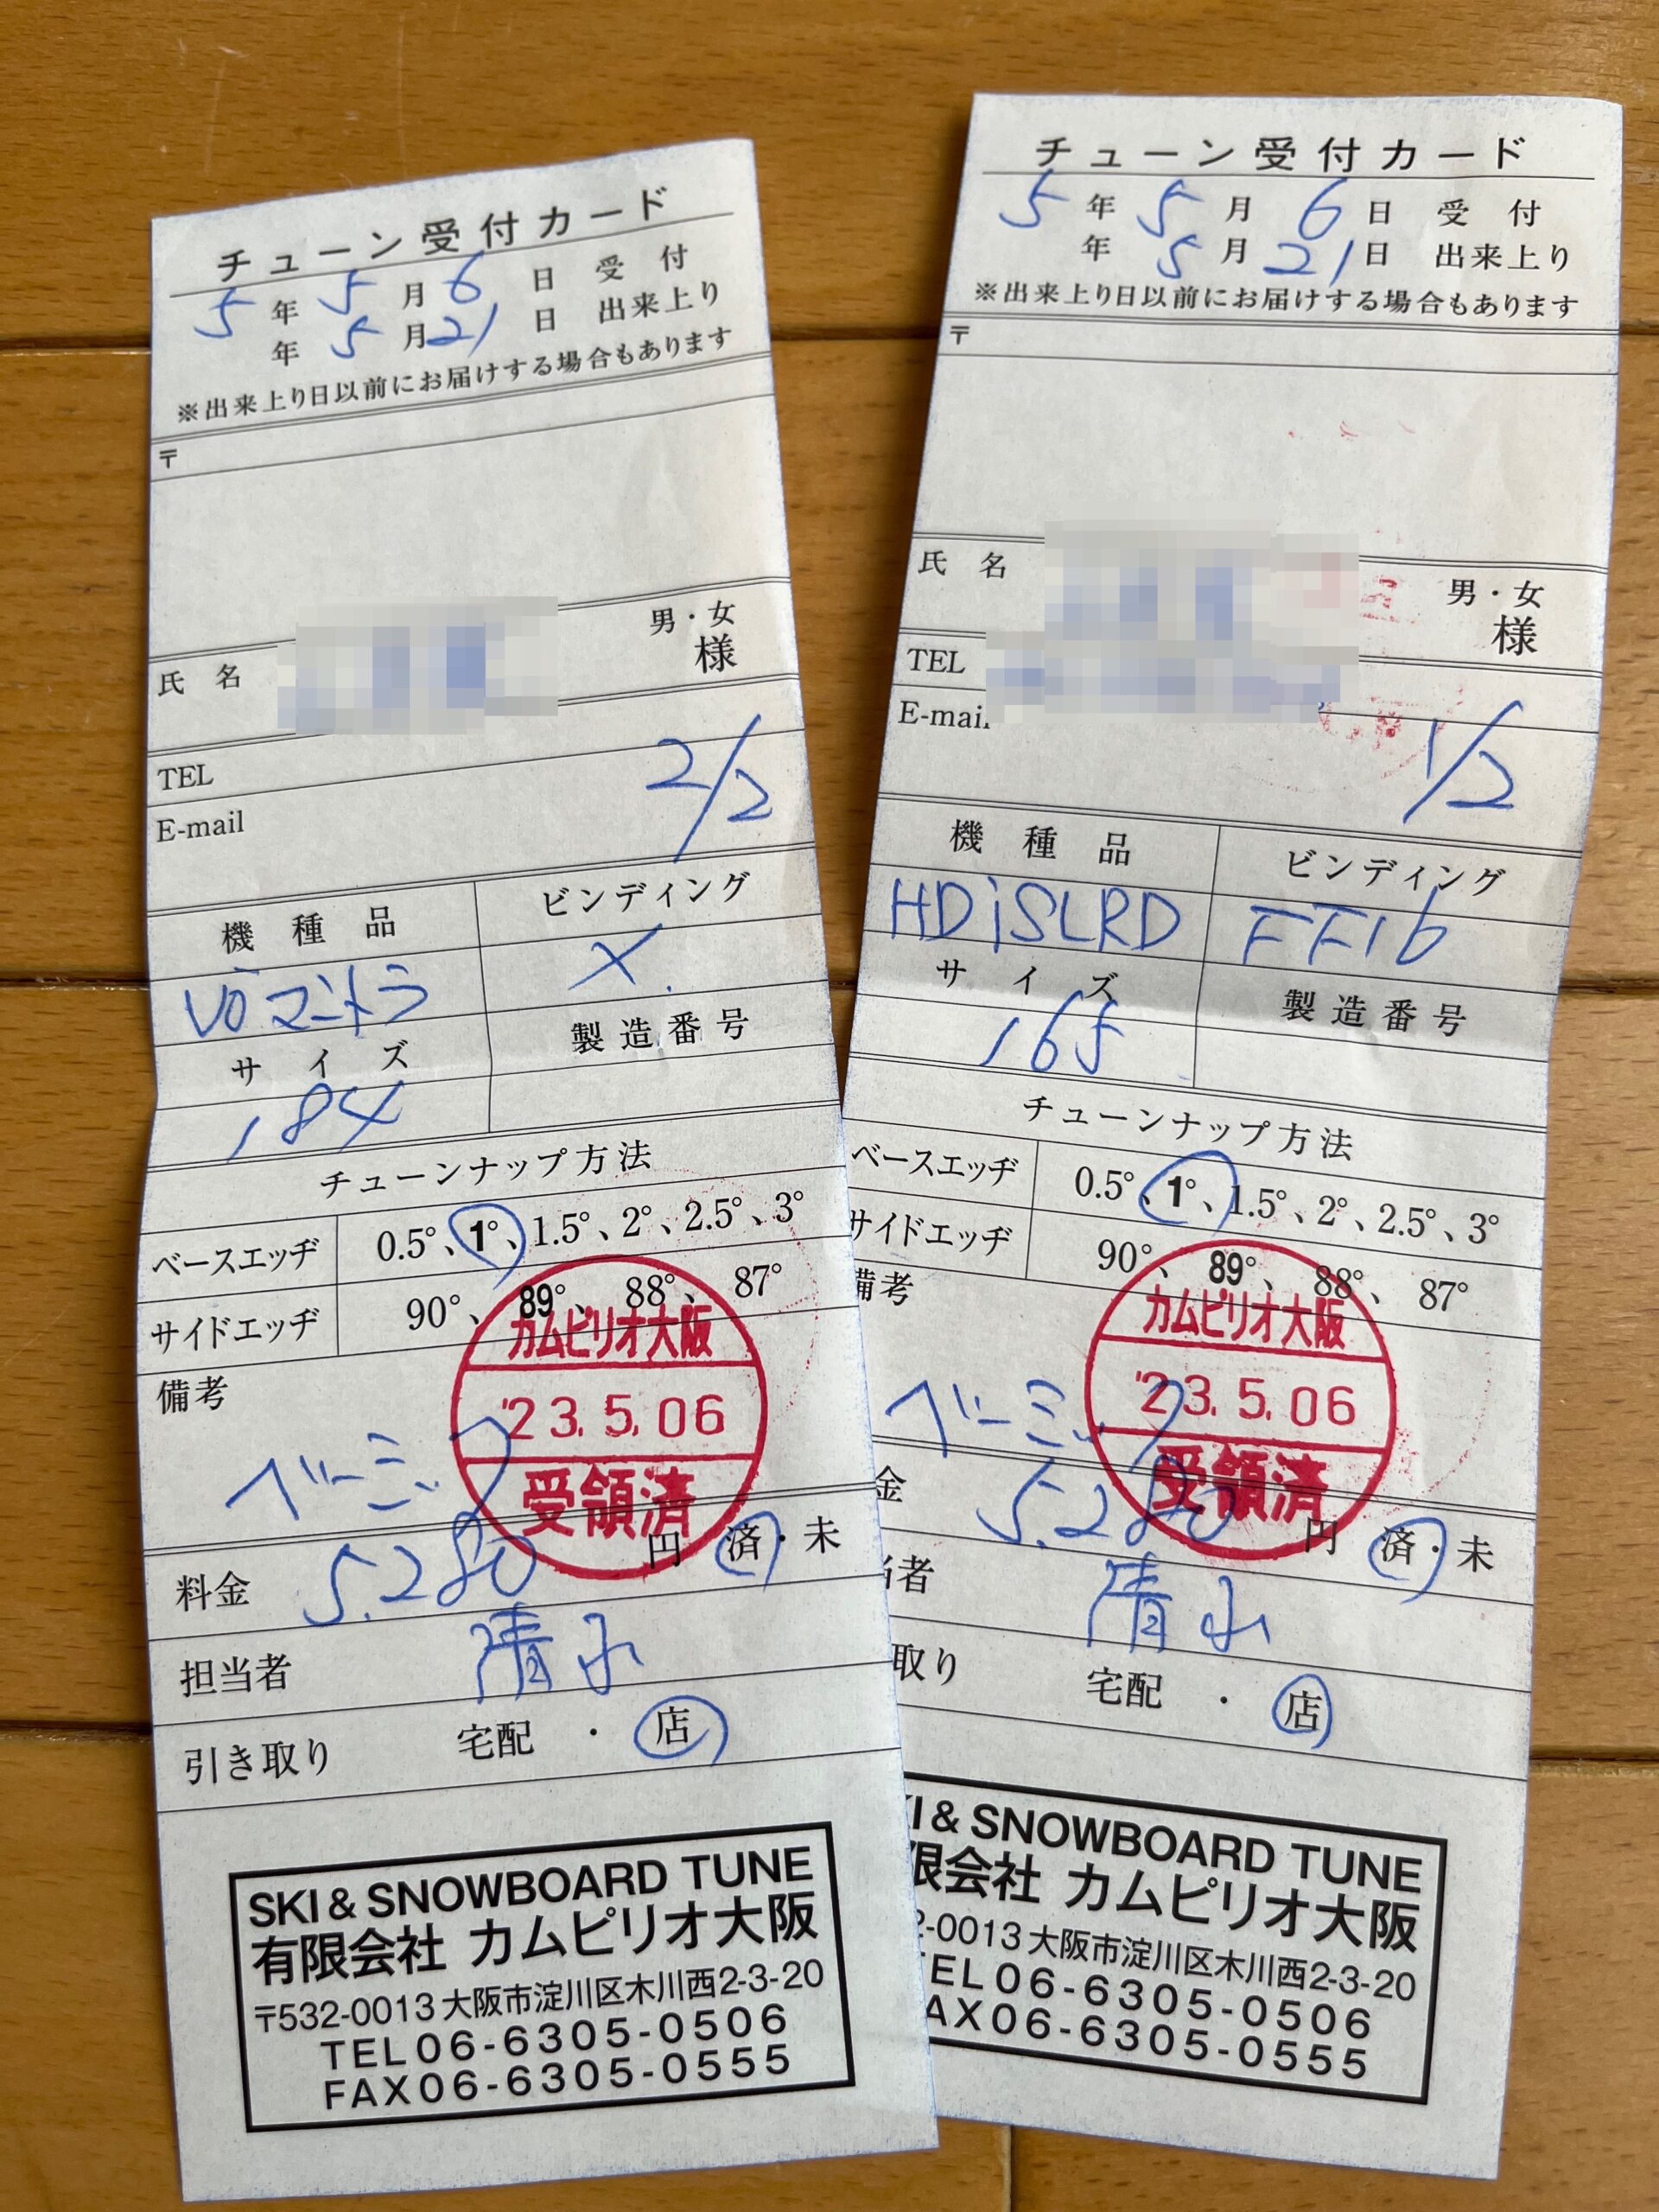 チューン受付カード
5年 5月 6日 受付
年 5月 21日 出来上り
※出来上り日以前にお届けする場合もあります
〒
氏名 男・女
様
TEL
E-mail
2/2
機種品 ビンディング
VÖ マントラ ×
サイズ 製造番号
184
チューンナップ方法
ベースエッヂ 0.5°、1°、1.5°、2°、2.5°、3°
サイドエッヂ 90°、89°、88°、87°
カムピリオ大阪
'23.5.06
受領済
備考
ベーシック
料金 5.280 円 済・未
担当者 清水
引き取り 宅配・店
SKI & SNOWBOARD TUNE
有限会社 カムピリオ大阪
〒532-0013 大阪市淀川区木川西2-3-20
TEL06-6305-0506
FAX06-6305-0555
チューン受付カード
5年 5月 6日 受付
年 5月 21日 出来上り
※出来上り日以前にお届けする場合もあります
〒
氏名 男・女
様
TEL
E-mail
1/2
機種品 ビンディング
HD iSLRD FF16
サイズ 製造番号
165
チューンナップ方法
ベースエッヂ 0.5°、1°、1.5°、2°、2.5°、3°
サイドエッヂ 90°、89°、88°、87°
カムピリオ大阪
'23.5.06
受領済
備考
ベーシック
金 5.280 円 済・未
者 清水
取り 宅配・店
I & SNOWBOARD TUNE
限会社 カムピリオ大阪
-0013 大阪市淀川区木川西2-3-20
EL06-6305-0506
AX06-6305-0555